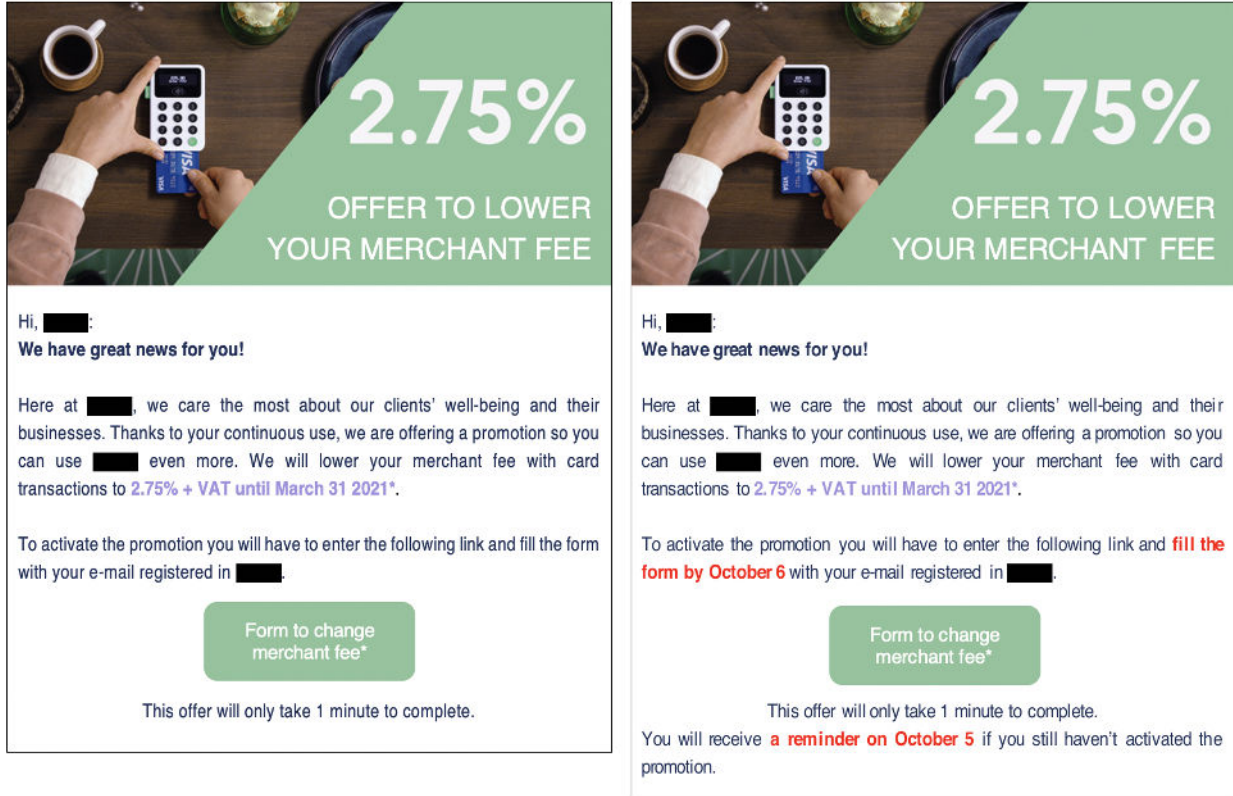 2.75%
OFFER TO LOWER
YOUR MERCHANT FEE
Hi, :
We have great news for you!
Here at , we care the most about our clients' well-being and their
businesses. Thanks to your continuous use, we are offering a promotion so you
can use even more. We will lower your merchant fee with card
transactions to 2.75% + VAT until March 31 2021*.
To activate the promotion you will have to enter the following link and fill the form
with your e-mail registered in .
Form to change
merchant fee*
This offer will only take 1 minute to complete.
2.75%
OFFER TO LOWER
YOUR MERCHANT FEE
Hi, :
We have great news for you!
Here at , we care the most about our clients' well-being and their
businesses. Thanks to your continuous use, we are offering a promotion so you
can use even more. We will lower your merchant fee with card
transactions to 2.75% + VAT until March 31 2021*.
To activate the promotion you will have to enter the following link and fill the
form by October 6 with your e-mail registered in .
Form to change
merchant fee*
This offer will only take 1 minute to complete.
You will receive a reminder on October 5 if you still haven't activated the
promotion.
VISA
VISA
VISA
VISA